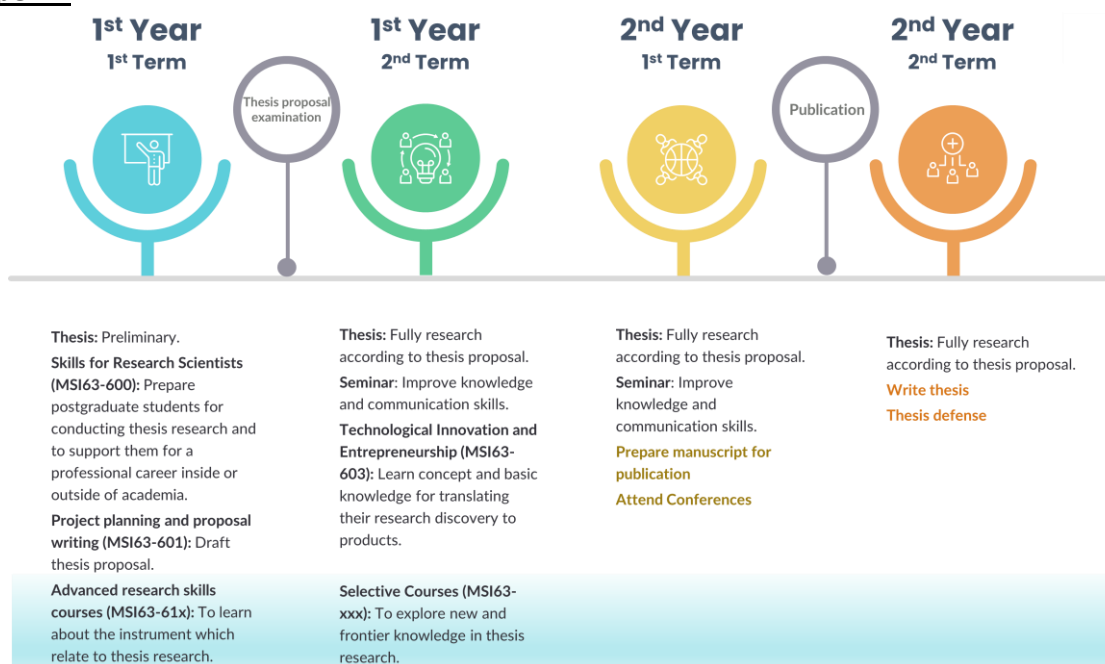 1st Year
1st Term
Thesis proposal
examination
1st Year
2nd Term
2nd Year
1st Term
Publication
2nd Year
2nd Term
Thesis: Preliminary.
Skills for Research Scientists
(MSI63-600): Prepare
postgraduate students for
conducting thesis research and
to support them for a
professional career inside or
outside of academia.
Project planning and proposal
writing (MSI63-601): Draft
thesis proposal.
Advanced research skills
courses (MSI63-61x): To learn
about the instrument which
relate to thesis research.
Thesis: Fully research
according to thesis proposal.
Seminar: Improve knowledge
and communication skills.
Technological Innovation and
Entrepreneurship (MSI63-
603): Learn concept and basic
knowledge for translating
their research discovery to
products.
Selective Courses (MSI63-
xxx): To explore new and
frontier knowledge in thesis
research.
Thesis: Fully research
according to thesis proposal.
Seminar: Improve
knowledge and
communication skills.
Prepare manuscript for
publication
Attend Conferences
Thesis: Fully research
according to thesis proposal.
Write thesis
Thesis defense